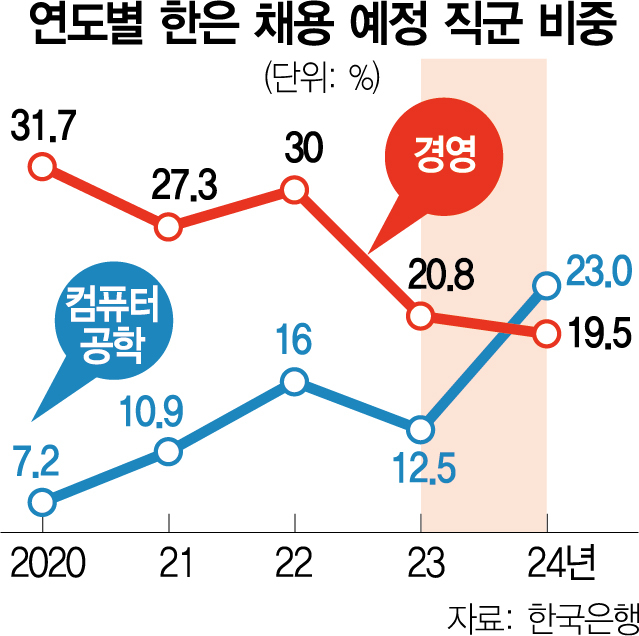 연도별 한은 채용 예정 직군 비중
(단위: %)
31.7
27.3
30
경영
20.8
23.0
19.5
컴퓨터
공학
16
10.9
7.2
12.5
2020 21 22 23 24년
자료: 한국은행